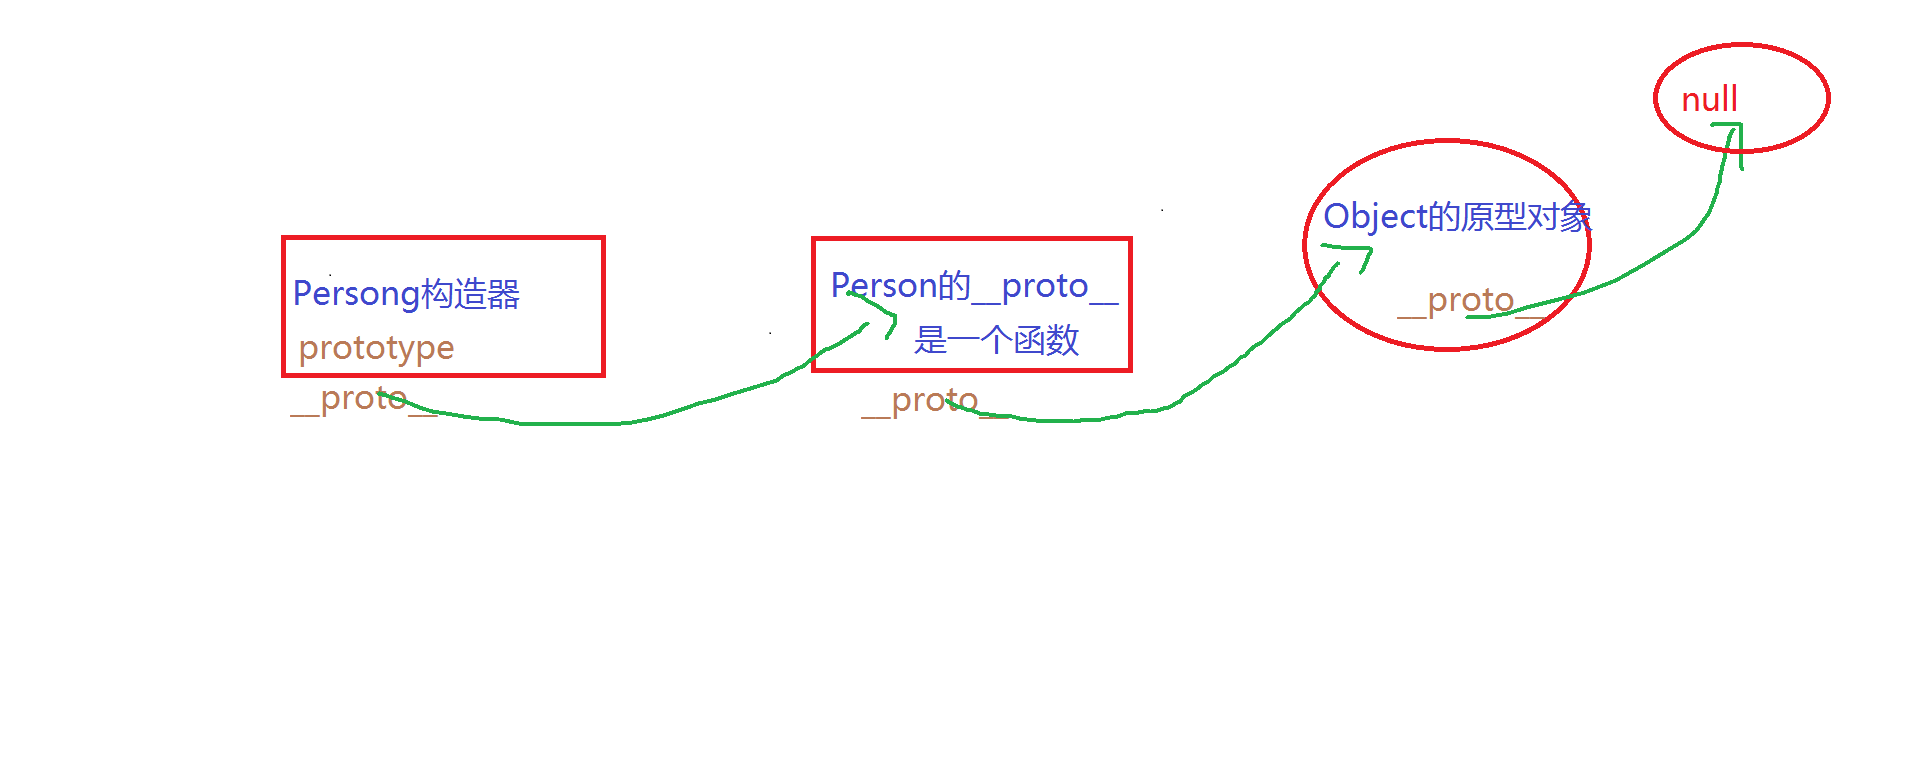 Persong构造器
prototype
__proto__
Person的__proto__
是一个函数
__proto__
Object的原型对象
__proto__
null